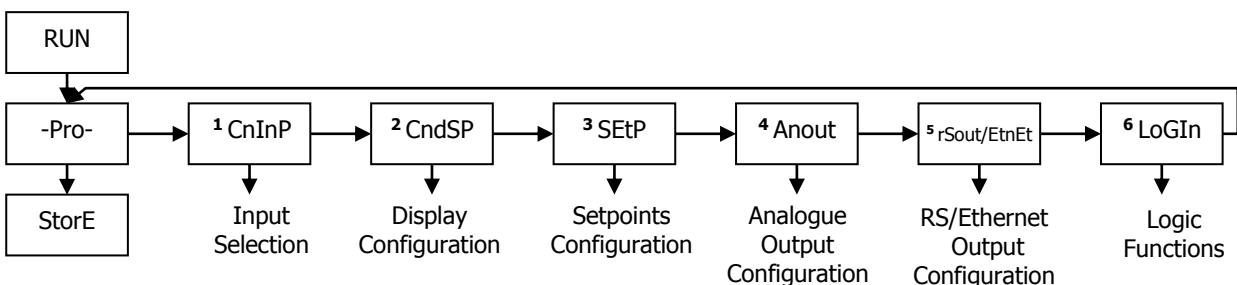 RUN
-Pro-
1 CnInP
2 CndSP
3 SEtP
4 Anout
5 rSout/EtnEt
6 LoGIn
StorE
Input
Selection
Display
Configuration
Setpoints
Configuration
Analogue
Output
Configuration
RS/Ethernet
Output
Configuration
Logic
Functions